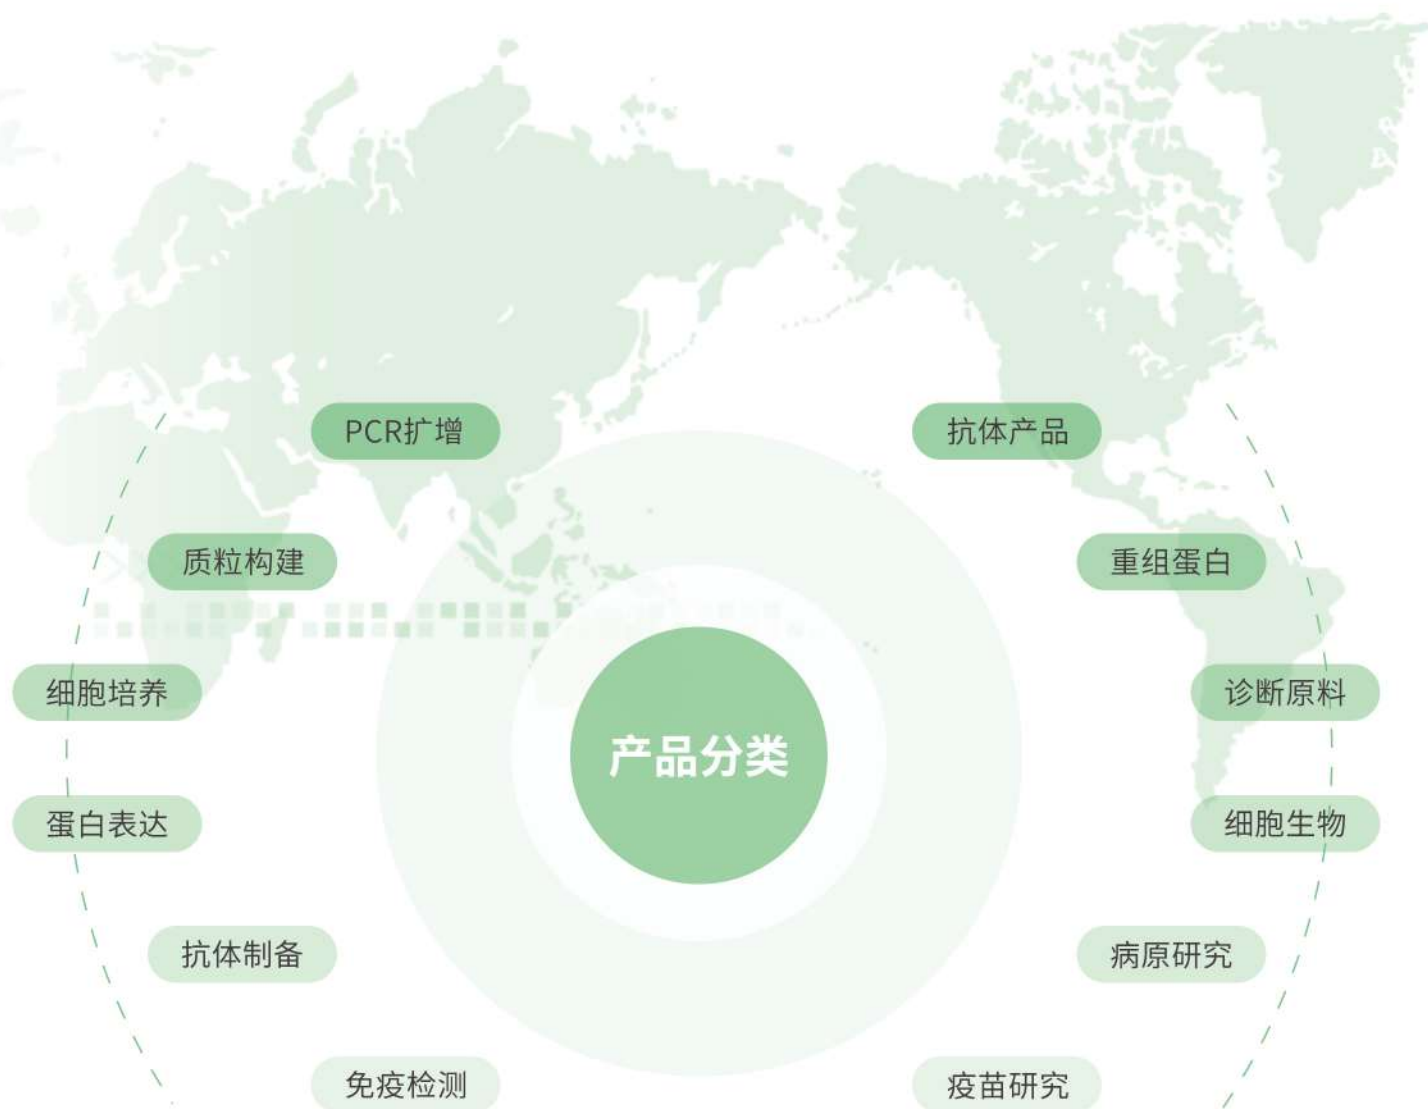 PCR扩增
抗体产品
质粒构建
重组蛋白
细胞培养
诊断原料
产品分类
蛋白表达
细胞生物
抗体制备
病原研究
免疫检测
疫苗研究